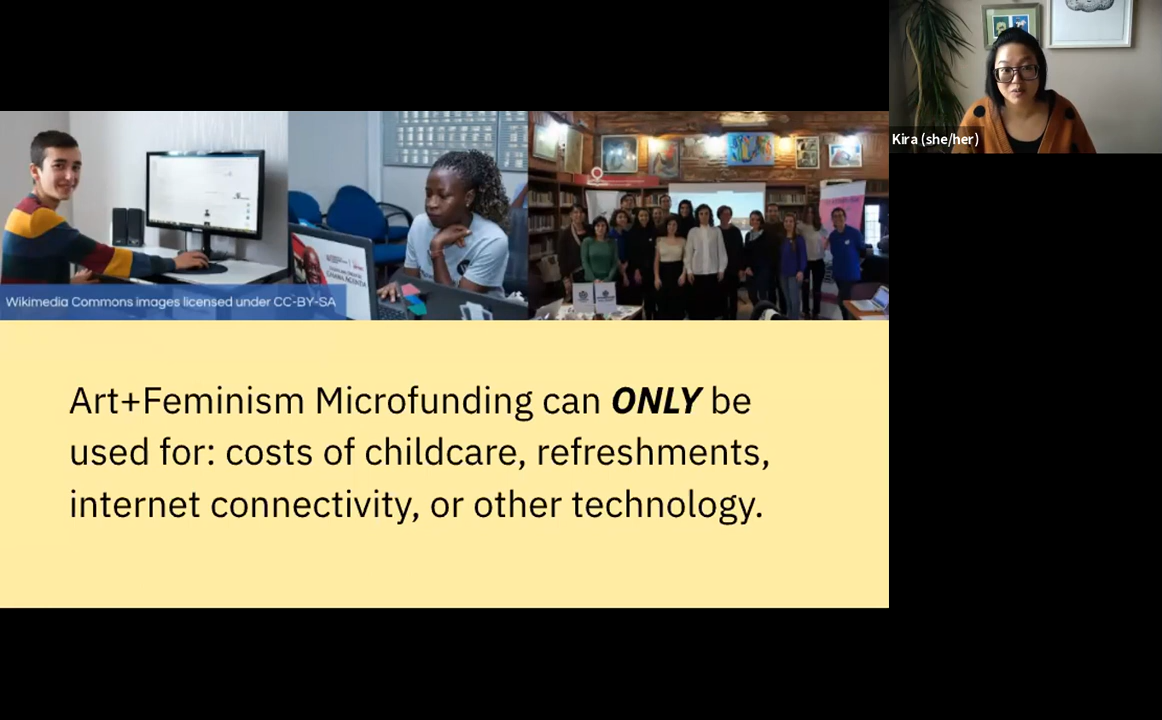 Kira (she/her)
Wikimedia Commons images licensed under CC-BY-SA
Art+Feminism Microfunding can ONLY be
used for: costs of childcare, refreshments,
internet connectivity, or other technology.